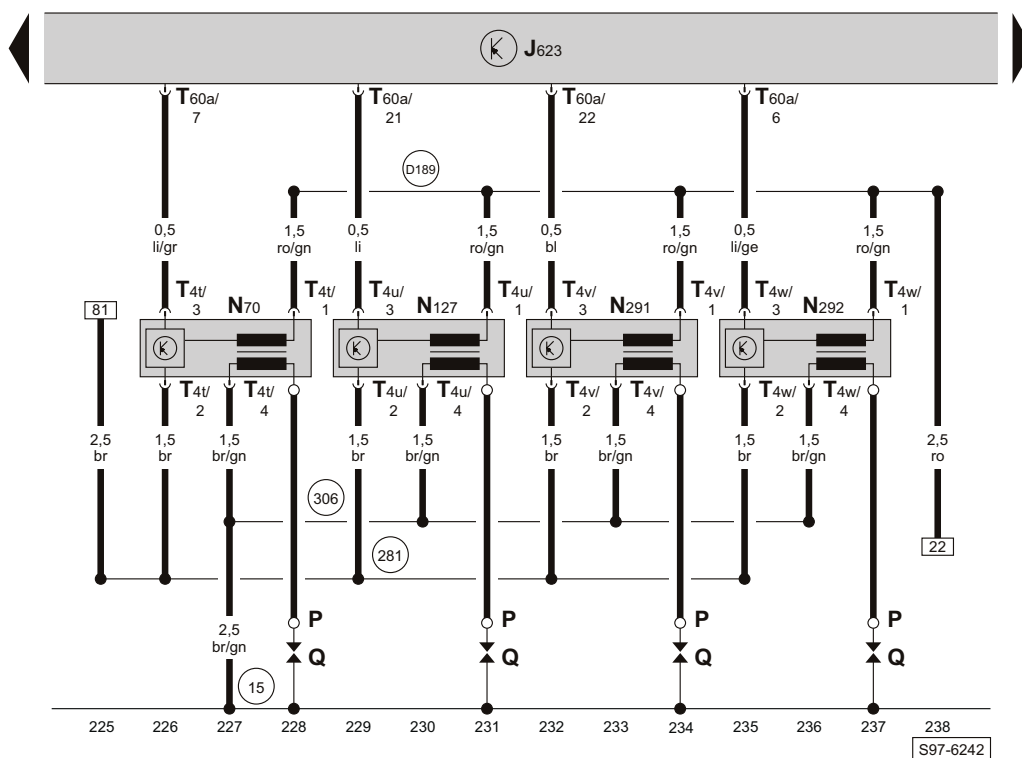 J623
T60a/ T60a/ T60a/ T60a/
7 21 22 6
D189
0,5 1,5 0,5 1,5 0,5 1,5 0,5 1,5
li/gr ro/gn li ro/gn bl ro/gn li/ge ro/gn
T4t/ T4t/ T4u/ T4u/ T4v/ T4v/ T4w/ T4w/
81 3 N70 1 3 N127 1 3 N291 1 3 N292 1
T4t/ T4t/ T4u/ T4u/ T4v/ T4v/ T4w/ T4w/
2 4 2 4 2 4 2 4
2,5 1,5 1,5 1,5 1,5 1,5 1,5 1,5 1,5 2,5
br br br/gn br br/gn br br/gn br br/gn ro
306
281 22
P P P P
2,5
br/gn Q Q Q Q
15
225 226 227 228 229 230 231 232 233 234 235 236 237 238
S97-6242